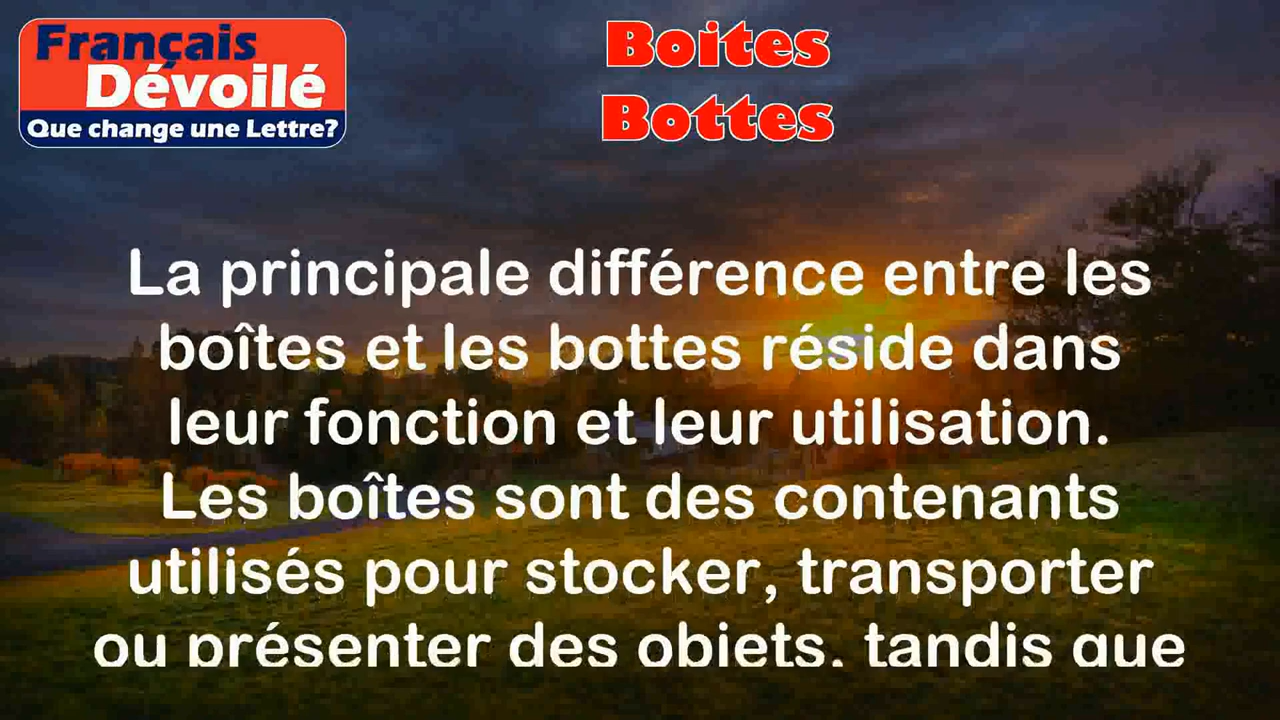 Français
Dévoilé
Que change une Lettre?
Boites
Bottes
La principale différence entre les
boîtes et les bottes réside dans
leur fonction et leur utilisation.
Les boîtes sont des contenants
utilisés pour stocker, transporter
ou présenter des objets, tandis que